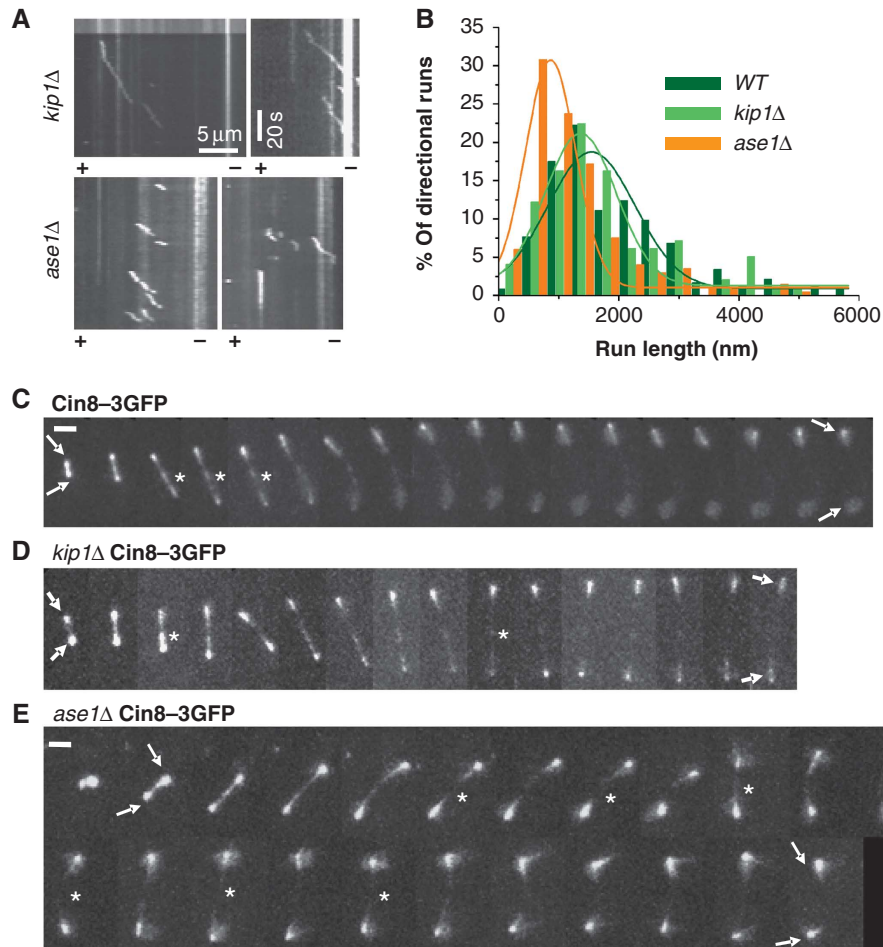 A
kip1Δ
5 μm
20 s
+ − + −
ase1Δ
+ − + −
B
% Of directional runs
35
30
25
20
15
10
5
0
WT
kip1Δ
ase1Δ
0 2000 4000 6000
Run length (nm)
C Cin8–3GFP
* * *
D kip1Δ Cin8–3GFP
* *
E ase1Δ Cin8–3GFP
* * *
* * *